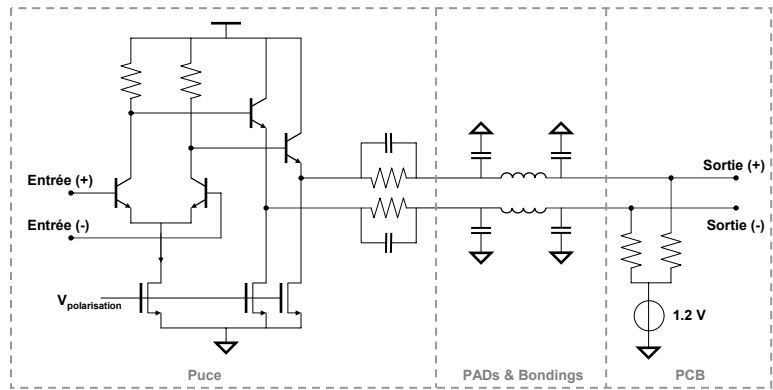 Sortie (+)
Entrée (+)
Entrée (-)
Sortie (-)
Vpolarisation
1.2 V
Puce
PADs & Bondings
PCB